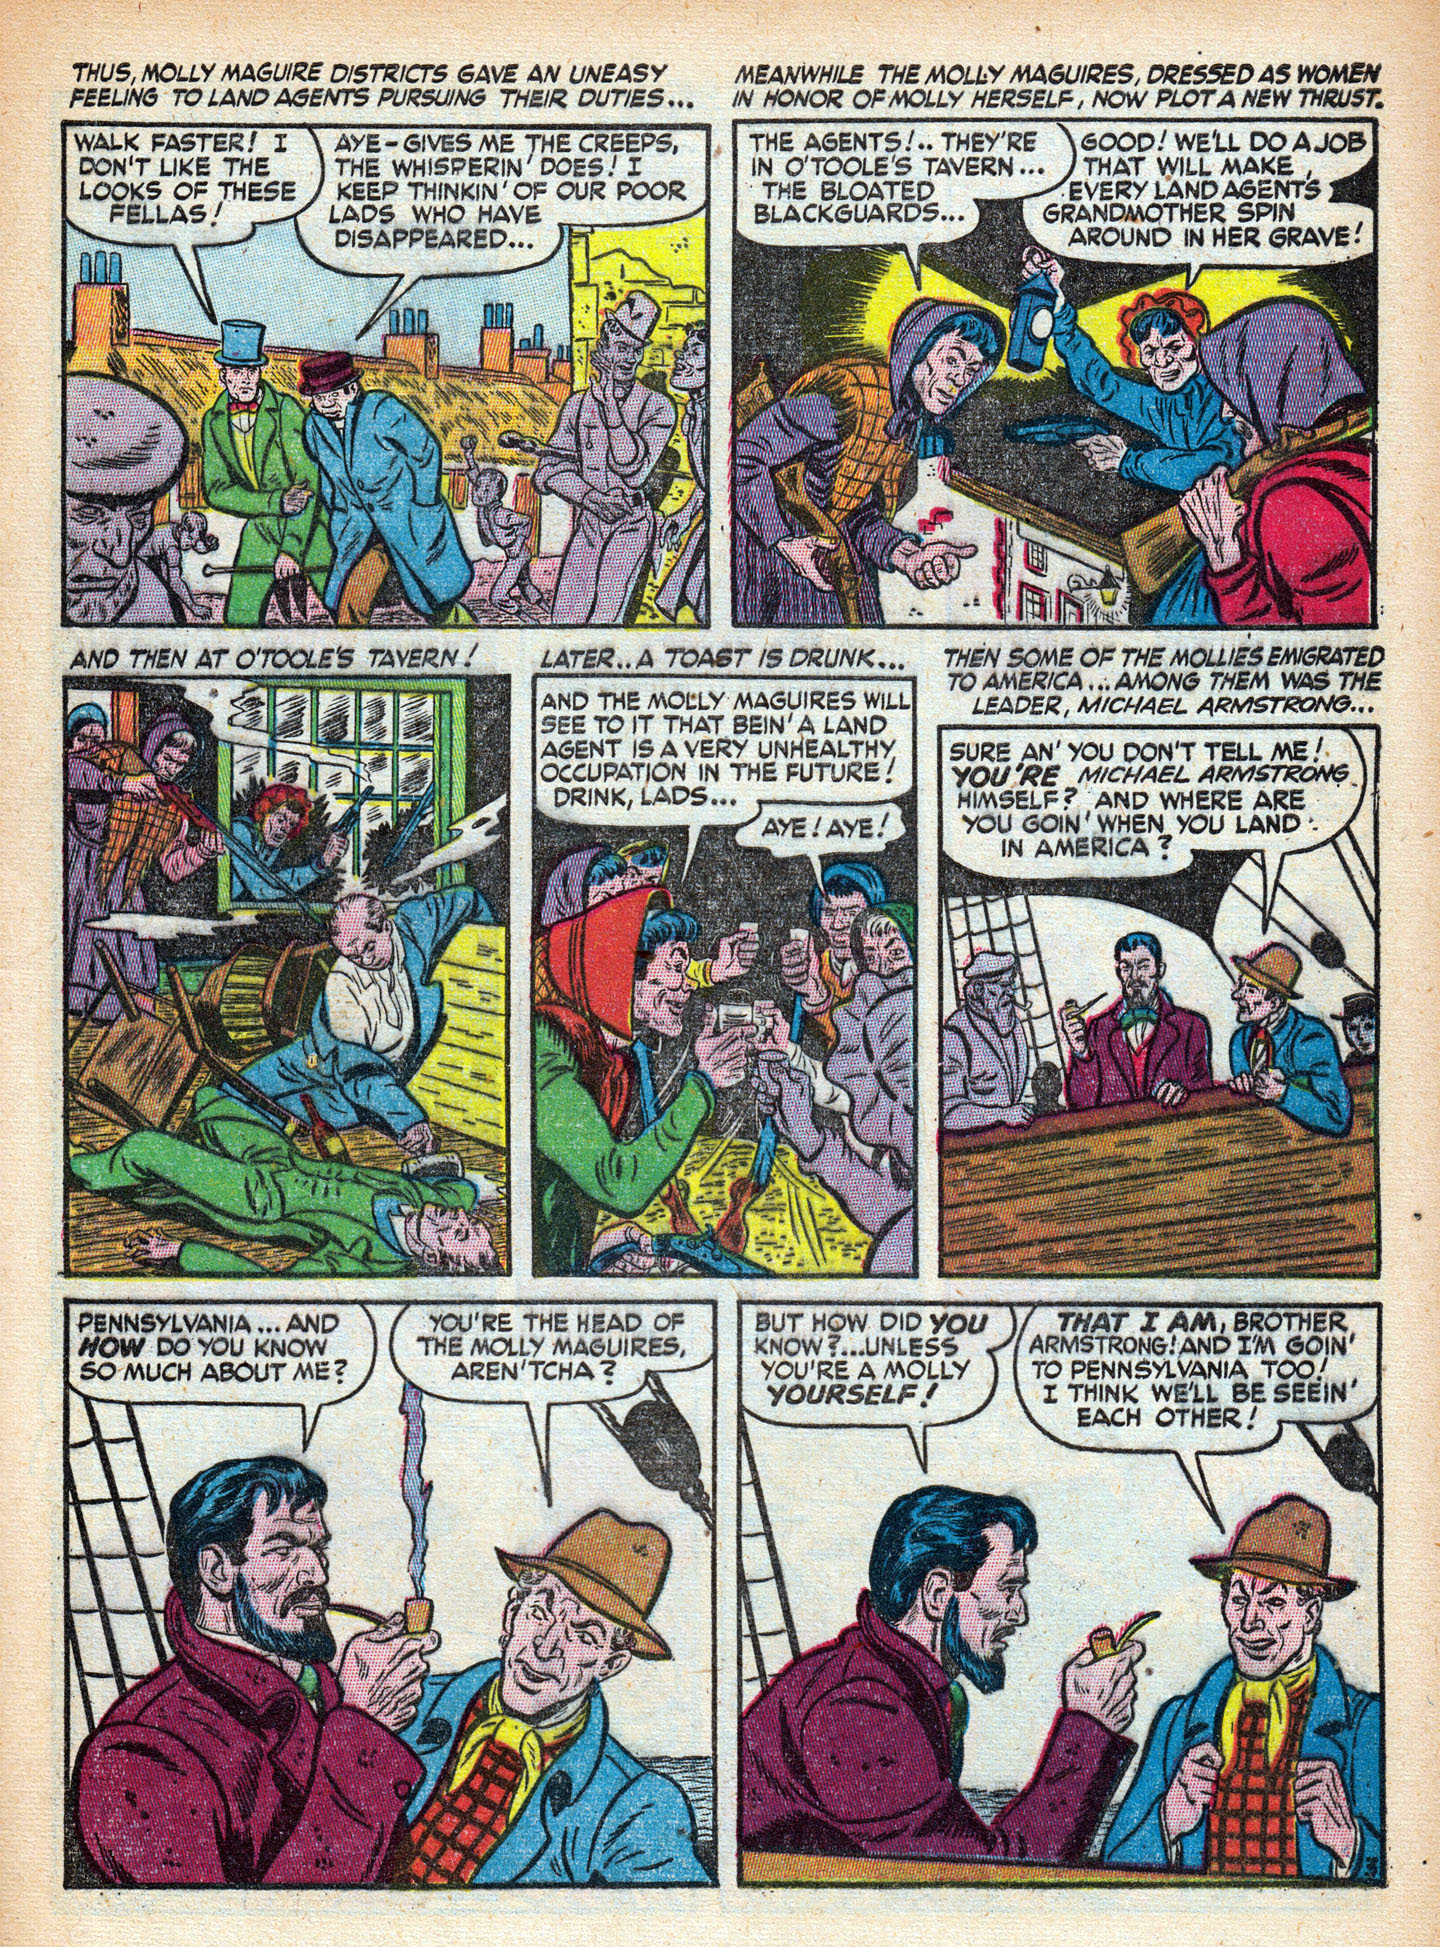 THUS, MOLLY MAGUIRE DISTRICTS GAVE AN UNEASY
FEELING TO LAND AGENTS PURSUING THEIR DUTIES...
WALK FASTER! I
DON'T LIKE THE
LOOKS OF THESE
FELLAS!
AYE-GIVES ME THE CREEPS,
THE WHISPERIN' DOES! I
KEEP THINKIN' OF OUR POOR
LADS WHO HAVE
DISAPPEARED...
MEANWHILE THE MOLLY MAGUIRES, DRESSED AS WOMEN
IN HONOR OF MOLLY HERSELF, NOW PLOT A NEW THRUST.
THE AGENTS!.. THEY'RE
IN O'TOOLE'S TAVERN...
THE BLOATED
BLACKGUARDS...
GOOD! WE'LL DO A JOB
THAT WILL MAKE
EVERY LAND AGENT'S
GRANDMOTHER SPIN
AROUND IN HER GRAVE!
AND THEN AT O'TOOLE'S TAVERN!
LATER.. A TOAST IS DRUNK...
AND THE MOLLY MAGUIRES WILL
SEE TO IT THAT BEIN' A LAND
AGENT IS A VERY UNHEALTHY
OCCUPATION IN THE FUTURE!
DRINK, LADS...
AYE! AYE!
THEN SOME OF THE MOLLIES EMIGRATED
TO AMERICA... AMONG THEM WAS THE
LEADER, MICHAEL ARMSTRONG...
SURE AN' YOU DON'T TELL ME!
YOU'RE MICHAEL ARMSTRONG
HIMSELF? AND WHERE ARE
YOU GOIN' WHEN YOU LAND
IN AMERICA?
PENNSYLVANIA... AND
HOW DO YOU KNOW
SO MUCH ABOUT ME?
YOU'RE THE HEAD OF
THE MOLLY MAGUIRES,
AREN'TCHA?
BUT HOW DID YOU
KNOW?...UNLESS
YOU'RE A MOLLY
YOURSELF!
THAT I AM, BROTHER
ARMSTRONG! AND I'M GOIN'
TO PENNSYLVANIA TOO!
I THINK WE'LL BE SEEIN'
EACH OTHER!